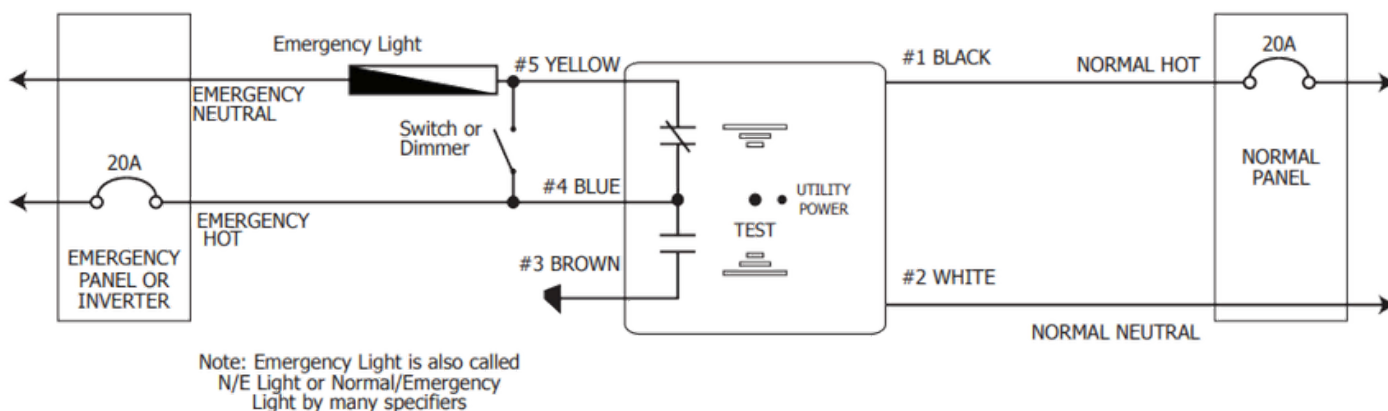 Emergency Light
#5 YELLOW
#1 BLACK
NORMAL HOT
20A
EMERGENCY
NEUTRAL
Switch or
Dimmer
20A
#4 BLUE
UTILITY
POWER
TEST
NORMAL
PANEL
EMERGENCY
HOT
EMERGENCY
PANEL OR
INVERTER
#3 BROWN
#2 WHITE
NORMAL NEUTRAL
Note: Emergency Light is also called
N/E Light or Normal/Emergency
Light by many specifiers